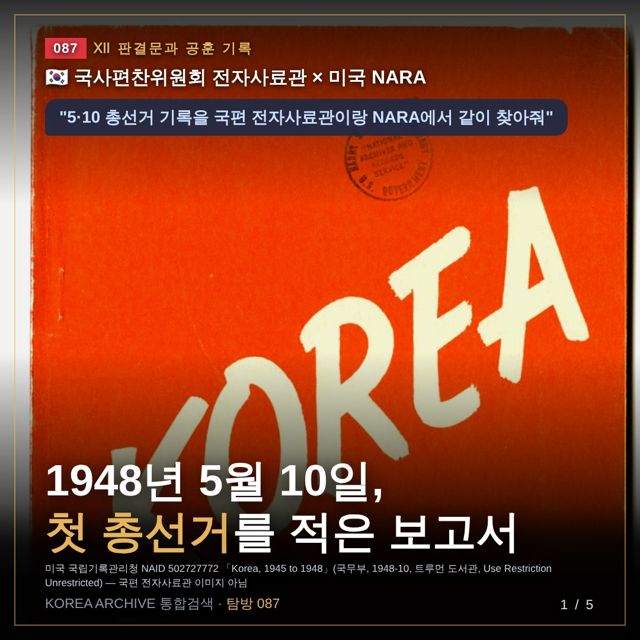 087 XII 판결문과 공훈 기록
🇰🇷 국사편찬위원회 전자사료관 × 미국 NARA
"5·10 총선거 기록을 국편 전자사료관이랑 NARA에서 같이 찾아줘"
KOREA
1948년 5월 10일,
첫 총선거를 적은 보고서
미국 국립기록관리청 NAID 502727772 「Korea, 1945 to 1948」(국무부, 1948-10, 트루먼 도서관, Use Restriction
Unrestricted) — 국편 전자사료관 이미지 아님
KOREA ARCHIVE 통합검색 · 탐방 087
1 / 5